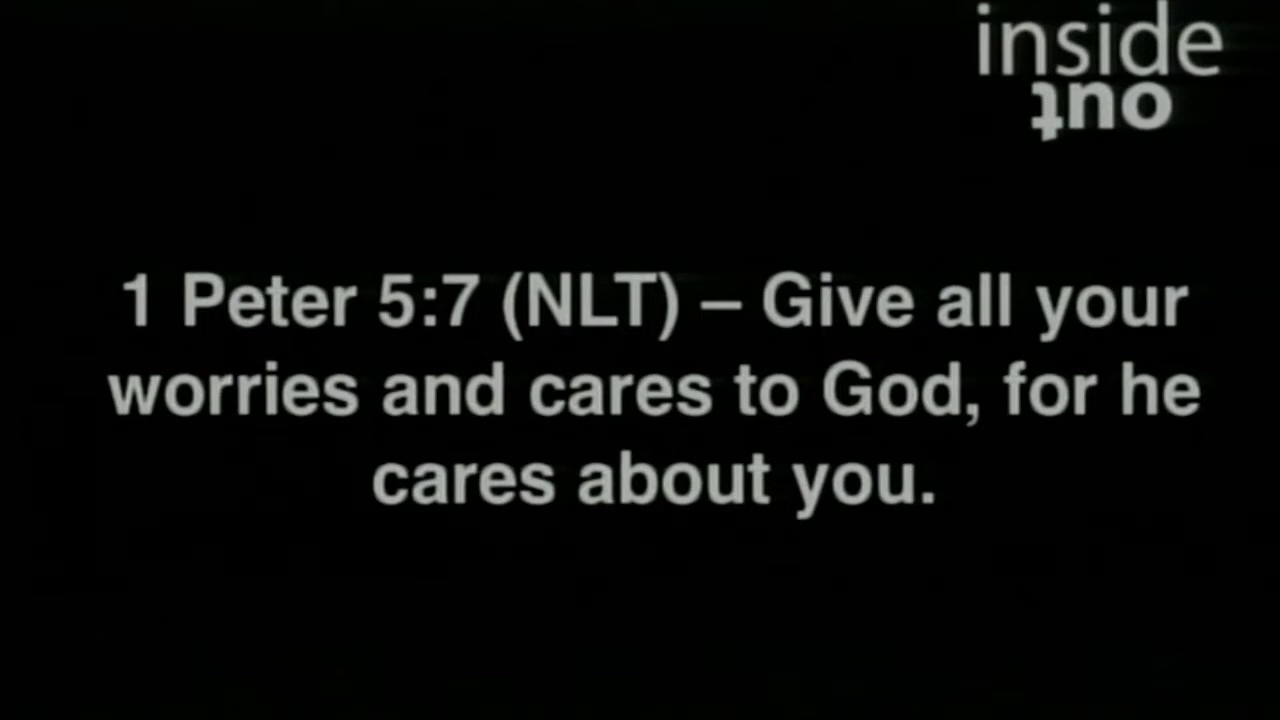 inside
out
1 Peter 5:7 (NLT) – Give all your
worries and cares to God, for he
cares about you.